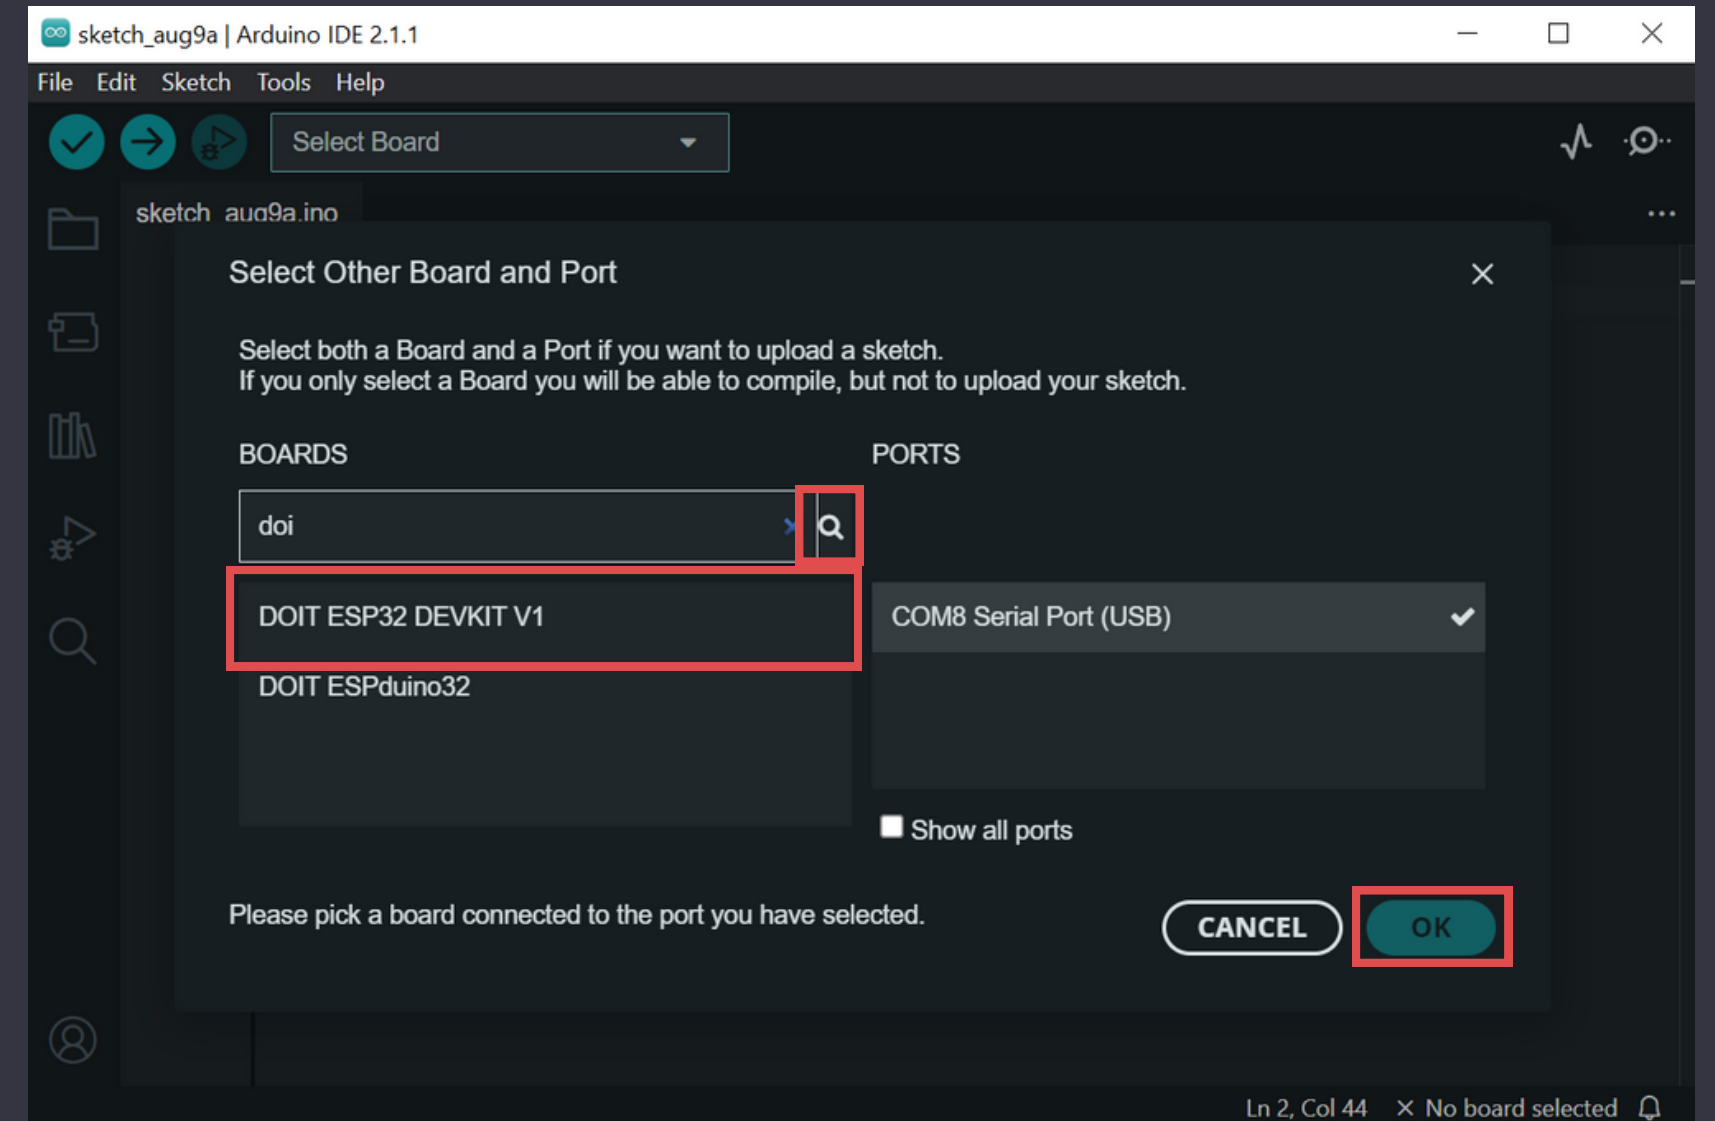 sketch_aug9a | Arduino IDE 2.1.1
File Edit Sketch Tools Help
Select Board
sketch_aug9a.ino
Select Other Board and Port
Select both a Board and a Port if you want to upload a sketch.
If you only select a Board you will be able to compile, but not to upload your sketch.
BOARDS
PORTS
doi
DOIT ESP32 DEVKIT V1
COM8 Serial Port (USB)
DOIT ESPduino32
Show all ports
Please pick a board connected to the port you have selected.
CANCEL
OK
Ln 2, Col 44
No board selected